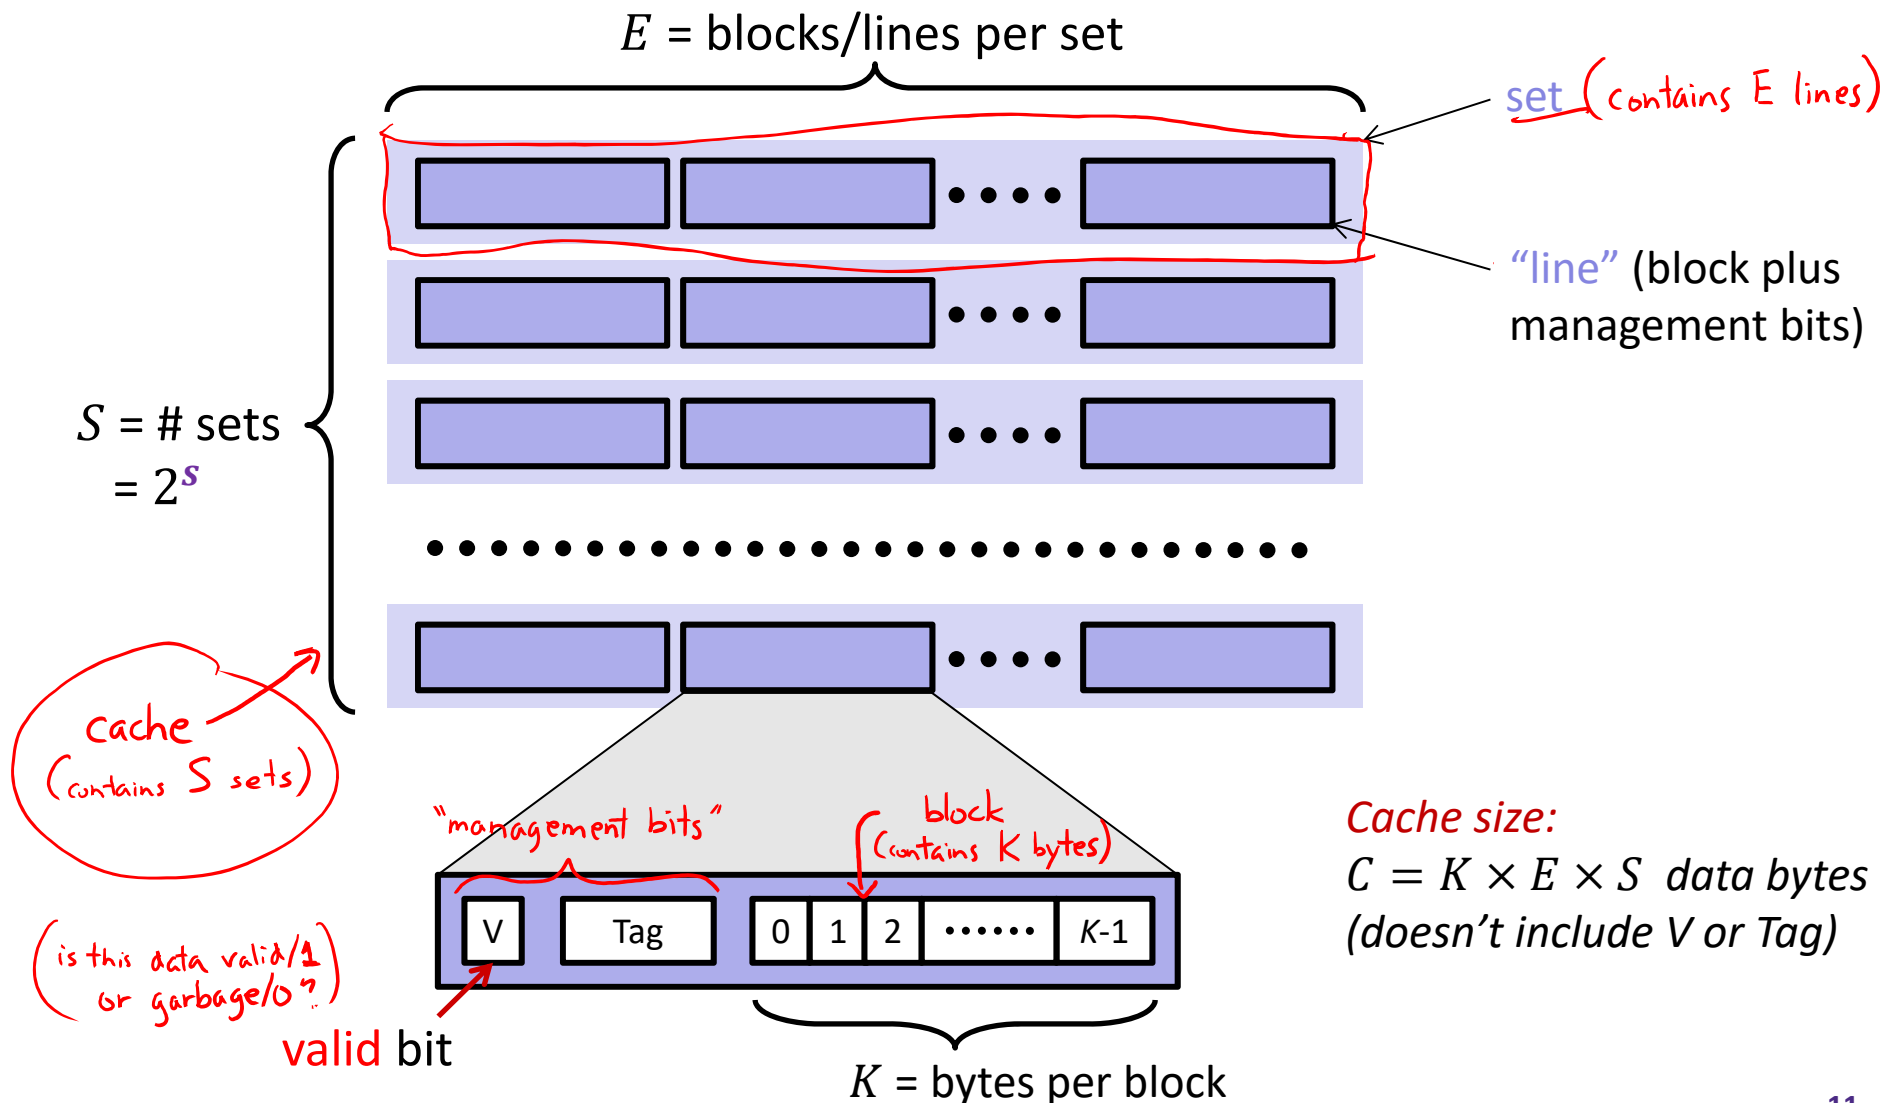 E = blocks/lines per set
set (contains E lines)
“line” (block plus
management bits)
S = # sets
= 2^s
cache
(contains S sets)
"management bits"
block
(contains K bytes)
V
Tag
0 1 2 •••••• K-1
(is this data valid/1
or garbage/0?)
valid bit
K = bytes per block
Cache size:
C = K × E × S data bytes
(doesn’t include V or Tag)
11